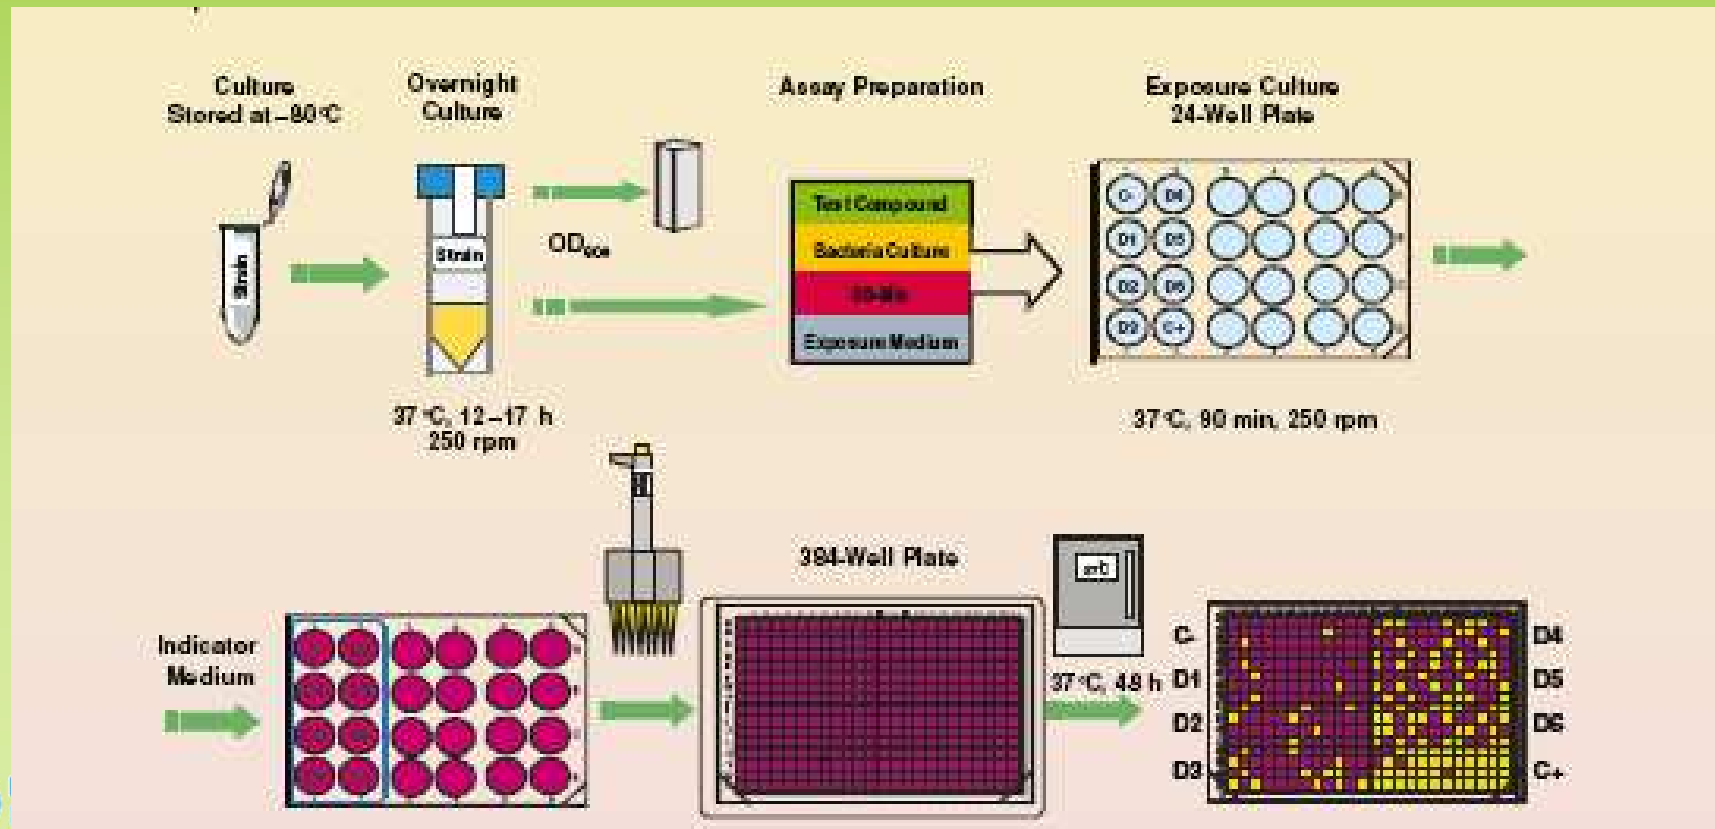 Culture
Stored at –80°C
Overnight
Culture
Assay Preparation
Exposure Culture
24-Well Plate
Strain
Strain
OD
Test Compound
Bacteria Culture
Exposure Medium
C-
D4
D1
D5
D2
D6
D3
C+
37°C, 12–17 h
250 rpm
37°C, 90 min, 250 rpm
384-Well Plate
Indicator
Medium
37°C, 48 h
C-
D4
D1
D5
D2
D6
D3
C+